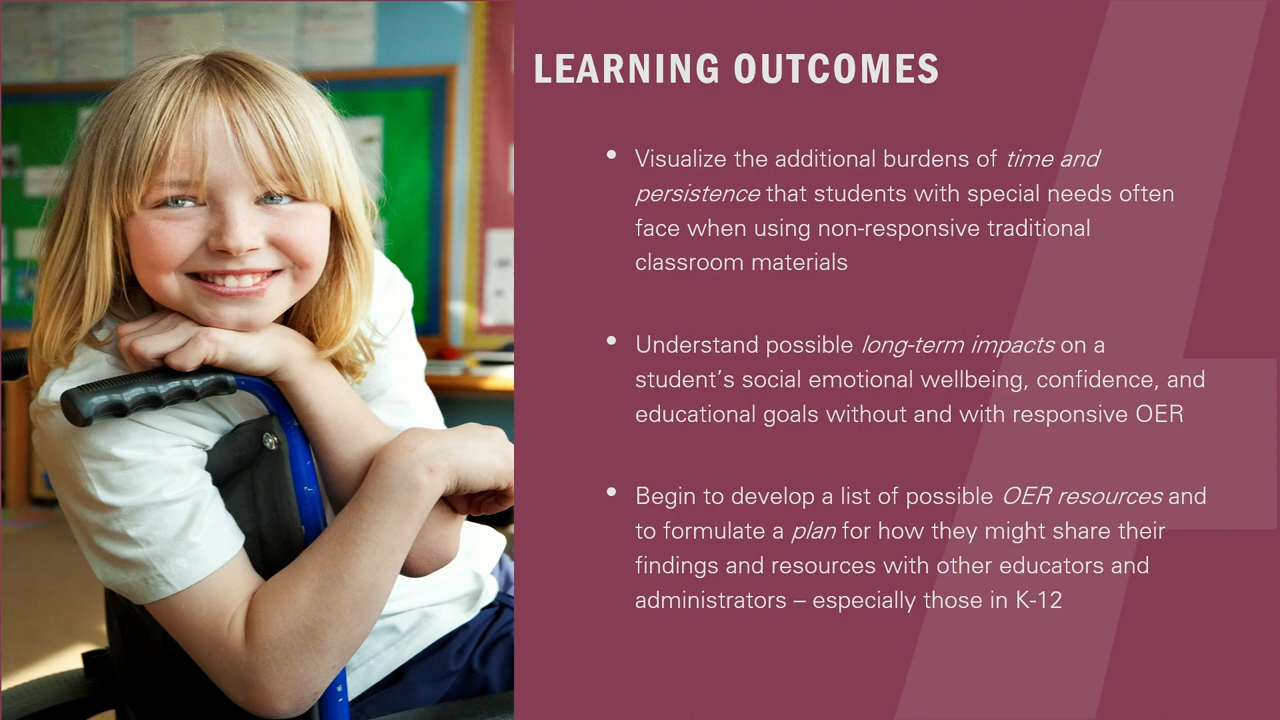 LEARNING OUTCOMES
• Visualize the additional burdens of time and
persistence that students with special needs often
face when using non-responsive traditional
classroom materials
• Understand possible long-term impacts on a
student's social emotional wellbeing, confidence, and
educational goals without and with responsive OER
• Begin to develop a list of possible OER resources and
to formulate a plan for how they might share their
findings and resources with other educators and
administrators – especially those in K-12